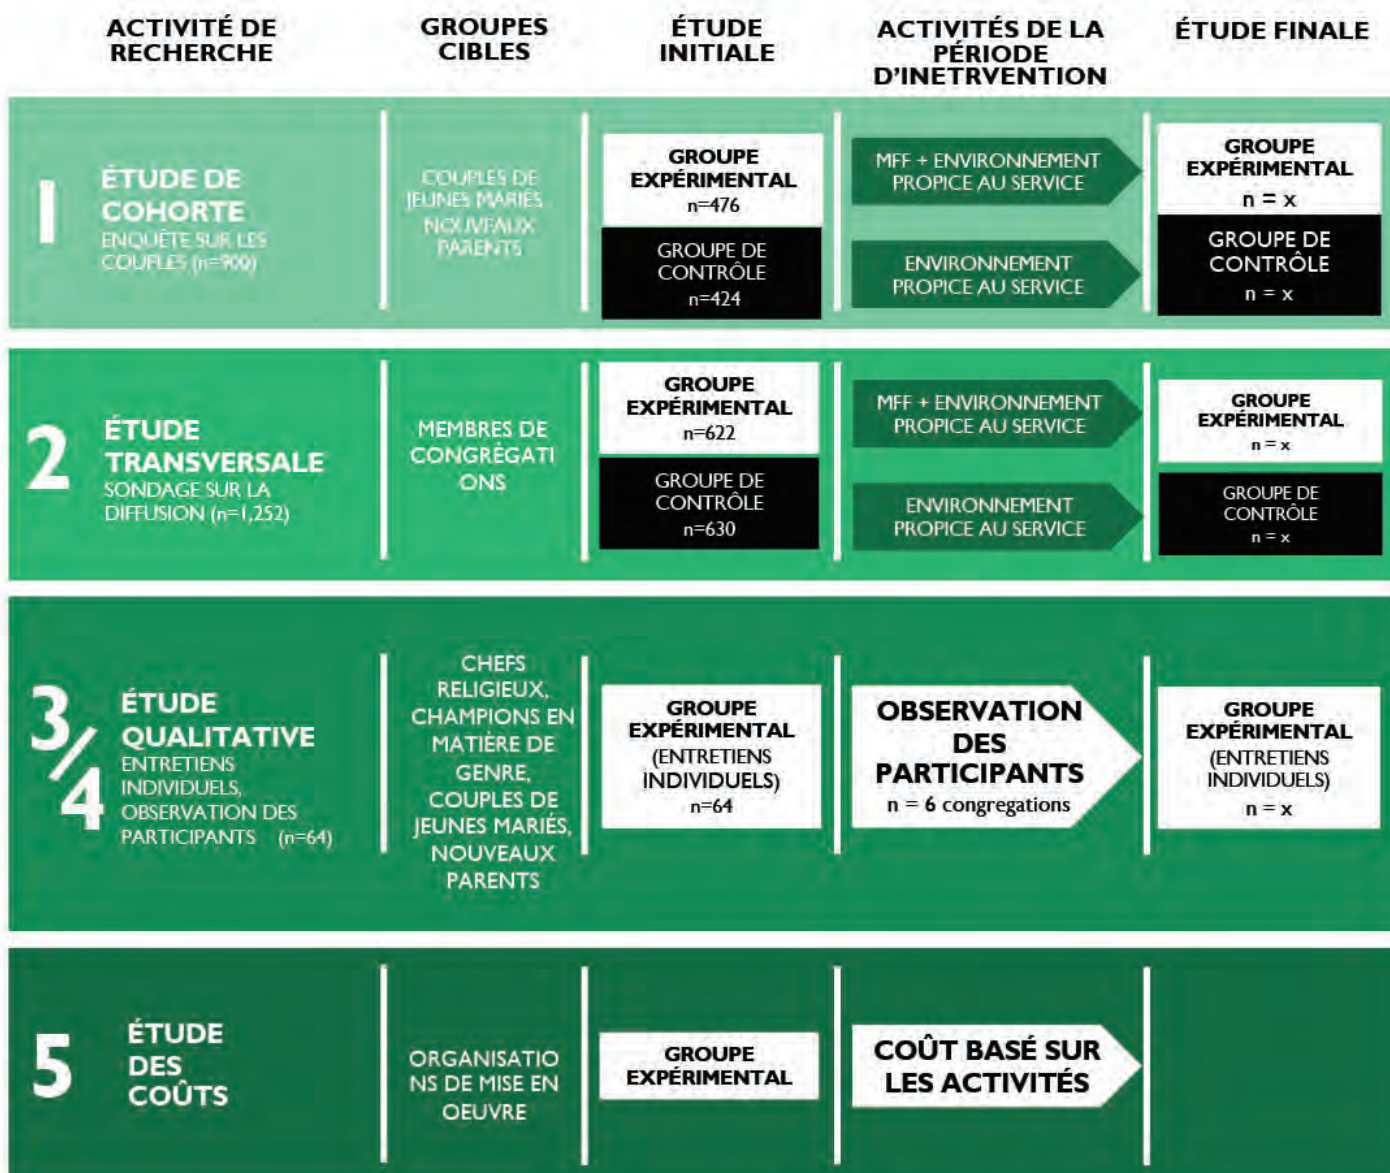 ACTIVITÉ DE
RECHERCHE
GROUPES
CIBLES
ÉTUDE
INITIALE
ACTIVITÉS DE LA
PÉRIODE
D'INETRVENTION
ÉTUDE FINALE
1
ÉTUDE DE
COHORTE
ENQUÊTE SUR LES
COUPLES (n=900)
COUPLES DE
JEUNES MARIÉS
NOUVEAUX
PARENTS
GROUPE
EXPÉRIMENTAL
n=476
GROUPE DE
CONTRÔLE
n=424
MFF + ENVIRONNEMENT
PROPICE AU SERVICE
ENVIRONNEMENT
PROPICE AU SERVICE
GROUPE
EXPÉRIMENTAL
n = x
GROUPE DE
CONTRÔLE
n = x
2
ÉTUDE
TRANSVERSALE
SONDAGE SUR LA
DIFFUSION (n=1,252)
MEMBRES DE
CONGRÉGATI
ONS
GROUPE
EXPÉRIMENTAL
n=622
GROUPE DE
CONTRÔLE
n=630
MFF + ENVIRONNEMENT
PROPICE AU SERVICE
ENVIRONNEMENT
PROPICE AU SERVICE
GROUPE
EXPÉRIMENTAL
n = x
GROUPE DE
CONTRÔLE
n = x
3/4
ÉTUDE
QUALITATIVE
ENTRETIENS
INDIVIDUELS,
OBSERVATION DES
PARTICIPANTS (n=64)
CHEFS
RELIGIEUX,
CHAMPIONS EN
MATIÈRE DE
GENRE,
COUPLES DE
JEUNES MARIÉS,
NOUVEAUX
PARENTS
GROUPE
EXPÉRIMENTAL
(ENTRETIENS
INDIVIDUELS)
n=64
OBSERVATION
DES
PARTICIPANTS
n = 6 congregations
GROUPE
EXPÉRIMENTAL
(ENTRETIENS
INDIVIDUELS)
n = x
5
ÉTUDE
DES
COÛTS
ORGANISATIO
NS DE MISE EN
OEUVRE
GROUPE
EXPÉRIMENTAL
COÛT BASÉ SUR
LES ACTIVITÉS